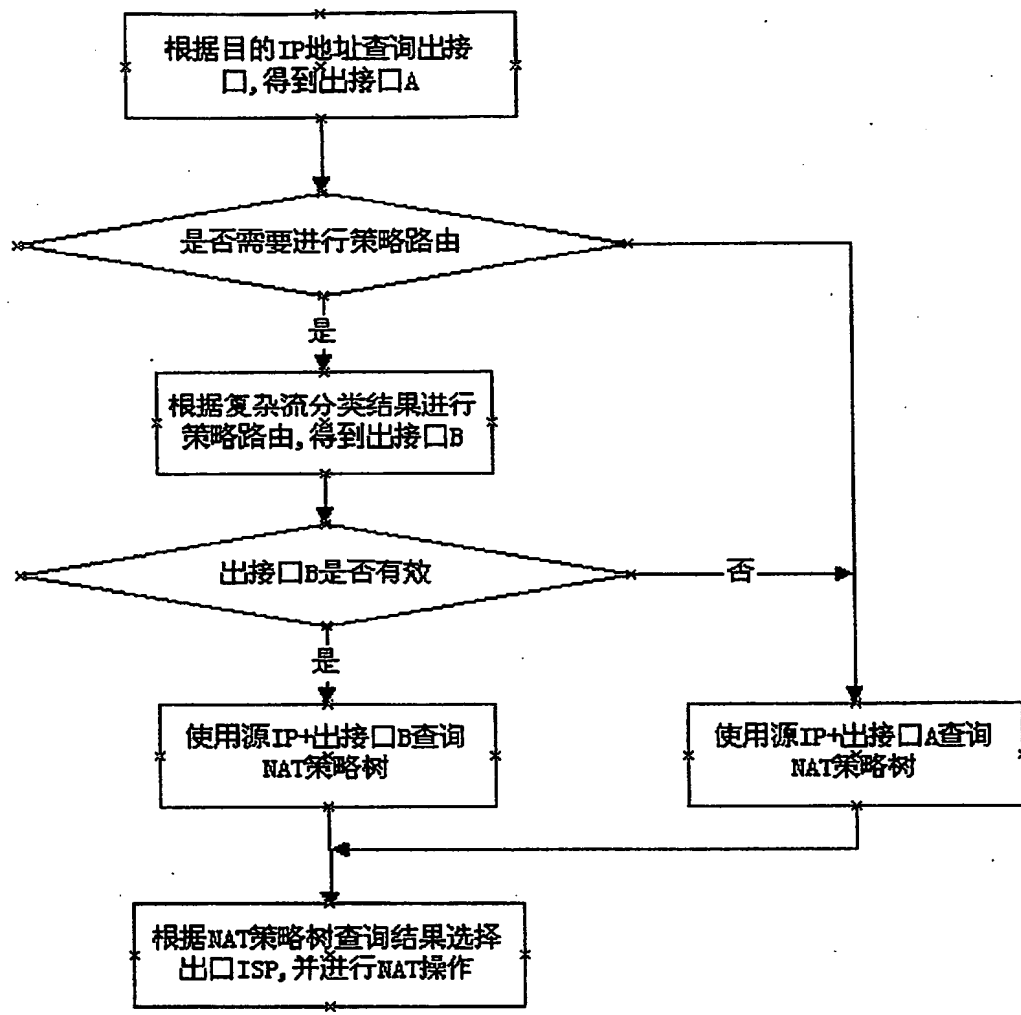 根据目的IP地址查询出接
口,得到出接口A
是否需要进行策略路由
是
根据复杂流分类结果进行
策略路由,得到出接口B
出接口B是否有效
否
是
使用源IP+出接口B查询
NAT策略树
使用源IP+出接口A查询
NAT策略树
根据NAT策略树查询结果选择
出口ISP,并进行NAT操作